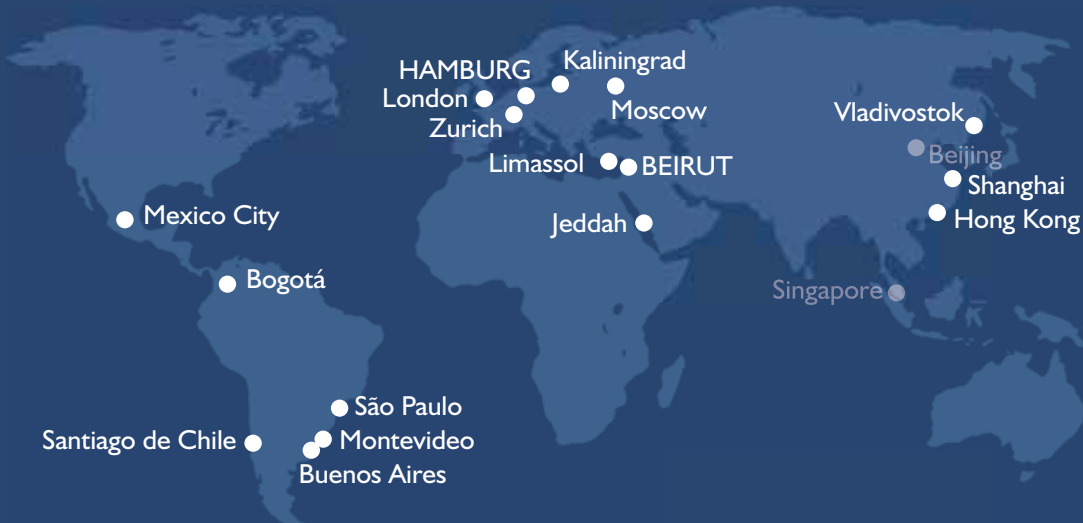 Kaliningrad
HAMBURG
London
Moscow
Zurich
Vladivostok
Beijing
Limassol
BEIRUT
Shanghai
Mexico City
Jeddah
Hong Kong
Bogotá
Singapore
São Paulo
Santiago de Chile
Montevideo
Buenos Aires